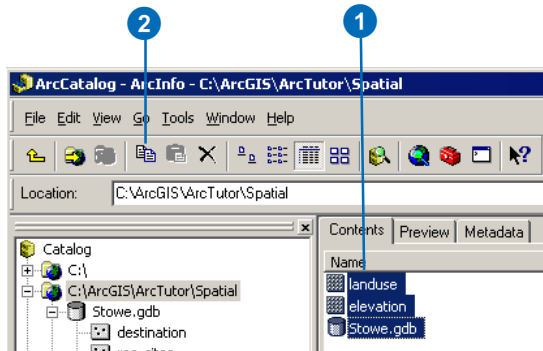 2 1
ArcCatalog - ArcInfo - C:\ArcGIS\ArcTutor\Spatial
File Edit View Go Tools Window Help
Location: C:\ArcGIS\ArcTutor\Spatial
Contents Preview Metadata
Catalog
C:\
C:\ArcGIS\ArcTutor\Spatial
Stowe.gdb
destination
Name
landuse
elevation
Stowe.gdb